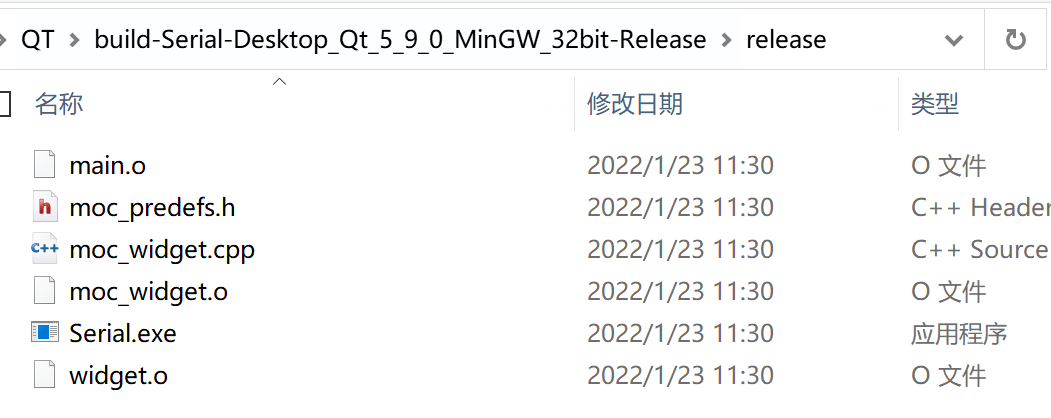 QT > build-Serial-Desktop_Qt_5_9_0_MinGW_32bit-Release > release
名称 修改日期 类型
main.o 2022/1/23 11:30 O 文件
moc_predefs.h 2022/1/23 11:30 C++ Header
moc_widget.cpp 2022/1/23 11:30 C++ Source
moc_widget.o 2022/1/23 11:30 O 文件
Serial.exe 2022/1/23 11:30 应用程序
widget.o 2022/1/23 11:30 O 文件